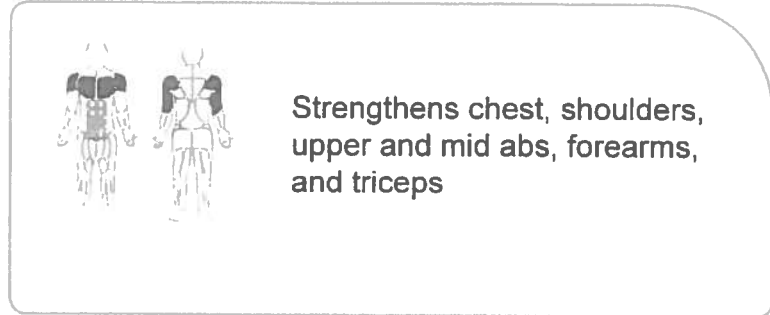 Strengthens chest, shoulders,
upper and mid abs, forearms,
and triceps